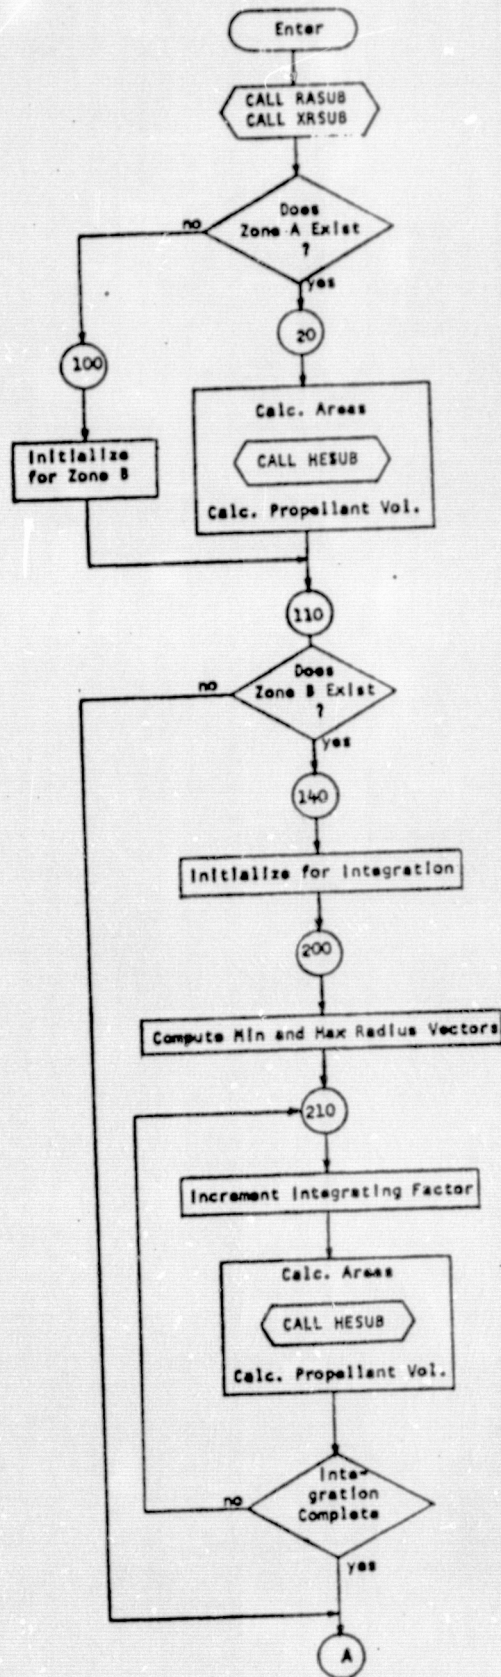 Enter
CALL RASUB
CALL XRSUB
Does
Zone A Exist
?
no
yes
20
100
Calc. Areas
CALL HESUB
Calc. Propellant Vol.
Initialize
for Zone B
110
Does
Zone B Exist
?
no
yes
140
Initialize for Integration
200
Compute Min and Max Radius Vectors
210
Increment Integrating Factor
Calc. Areas
CALL HESUB
Calc. Propellant Vol.
Inte-
gration
Complete
no
yes
A